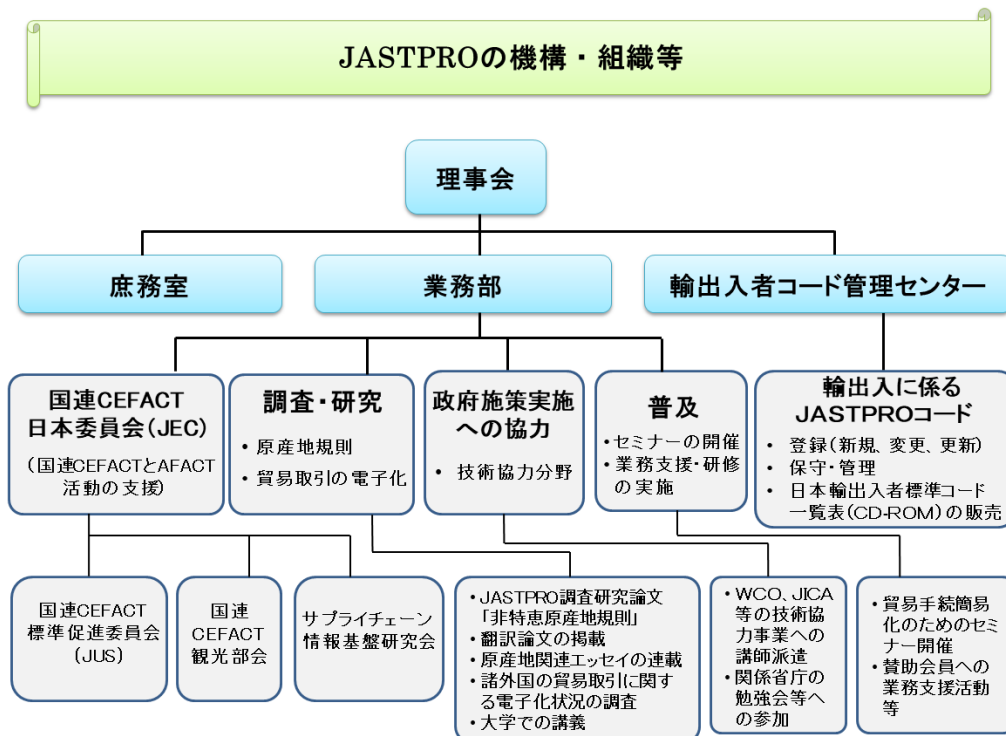 JASTPROの機構・組織等
理事会
庶務室
業務部
輸出入者コード管理センター
国連CEFACT
日本委員会(JEC)
(国連CEFACTとAFACT
活動の支援)
調査・研究
・原産地規則
・貿易取引の電子化
政府施策実施
への協力
・技術協力分野
普及
・セミナーの開催
・業務支援・研修
の実施
輸出入に係る
JASTPROコード
・登録(新規、変更、更新)
・保守・管理
・日本輸出入者標準コード
一覧表(CD-ROM)の販売
国連CEFACT
標準促進委員会
(JUS)
国連
CEFACT
観光部会
サプライチェーン
情報基盤研究会
・JASTPRO調査研究論文
「非特恵原産地規則」
・翻訳論文の掲載
・原産地関連エッセイの連載
・諸外国の貿易取引に関す
る電子化状況の調査
・大学での講義
・WCO、JICA
等の技術協
力事業への
講師派遣
・関係省庁の
勉強会等へ
の参加
・貿易手続簡易
化のためのセミ
ナー開催
・賛助会員への
業務支援活動
等